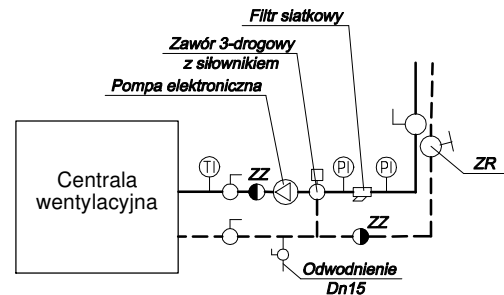 Filtr siatkowy
Zawór 3-drogowy
z siłownikiem
Pompa elektroniczna
TI
ZZ
PI
PI
ZR
Centrala
wentylacyjna
ZZ
Odwodnienie
Dn15